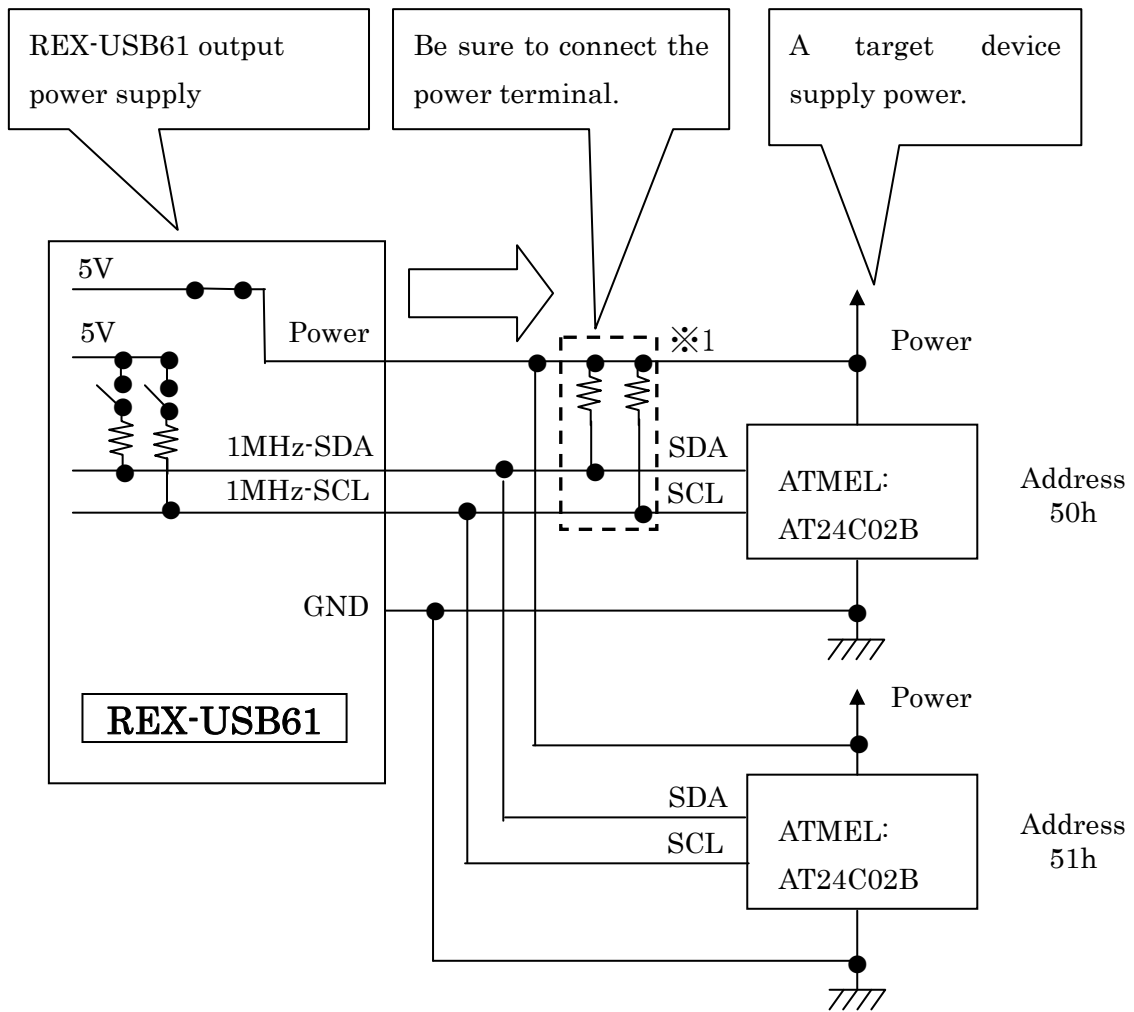 REX-USB61 output
power supply
Be sure to connect the
power terminal.
A target device
supply power.
5V
5V
Power
※1
Power
1MHz-SDA
SDA
1MHz-SCL
SCL
ATMEL:
AT24C02B
Address
50h
GND
REX-USB61
Power
SDA
SCL
ATMEL:
AT24C02B
Address
51h